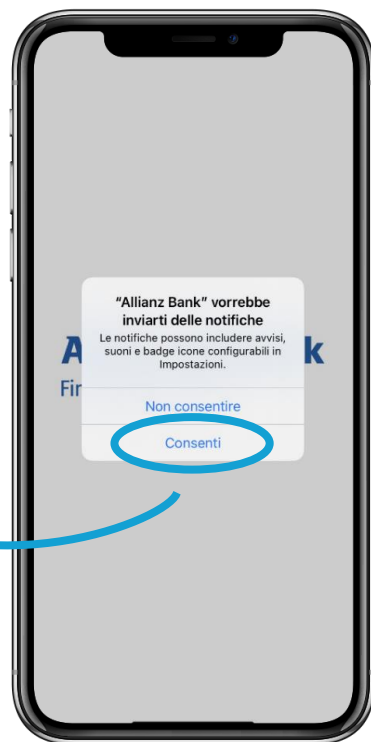 "Allianz Bank" vorrebbe
inviarti delle notifiche
Le notifiche possono includere avvisi,
suoni e badge icone configurabili in
Impostazioni.
A k
Fir
Non consentire
Consenti